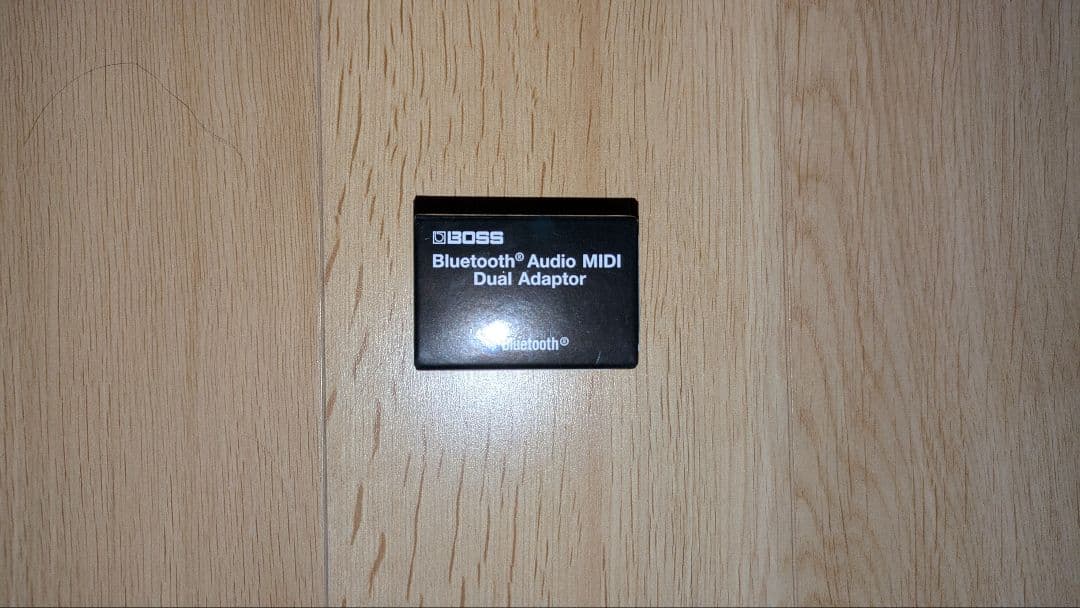 BOSS
Bluetooth® Audio MIDI
Dual Adaptor
Bluetooth®